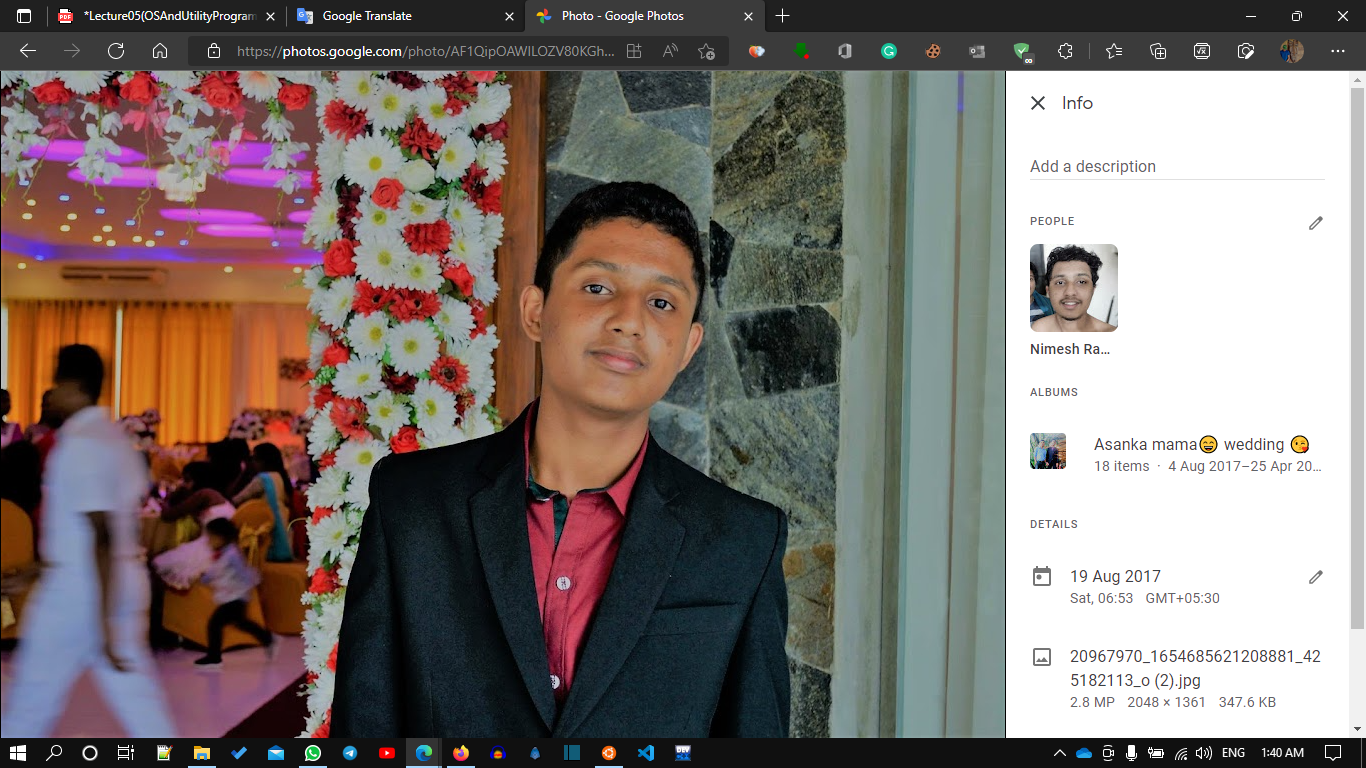 *Lecture05(OSAndUtilityProgram
Google Translate
Photo - Google Photos
https://photos.google.com/photo/AF1QipOAWILOZV80KGh...
Info
Add a description
PEOPLE
Nimesh Ra...
ALBUMS
Asanka mama😄 wedding 😘
18 items · 4 Aug 2017–25 Apr 20...
DETAILS
19 Aug 2017
Sat, 06:53 GMT+05:30
20967970_1654685621208881_42
5182113_o (2).jpg
2.8 MP 2048 × 1361 347.6 KB
ENG
1:40 AM